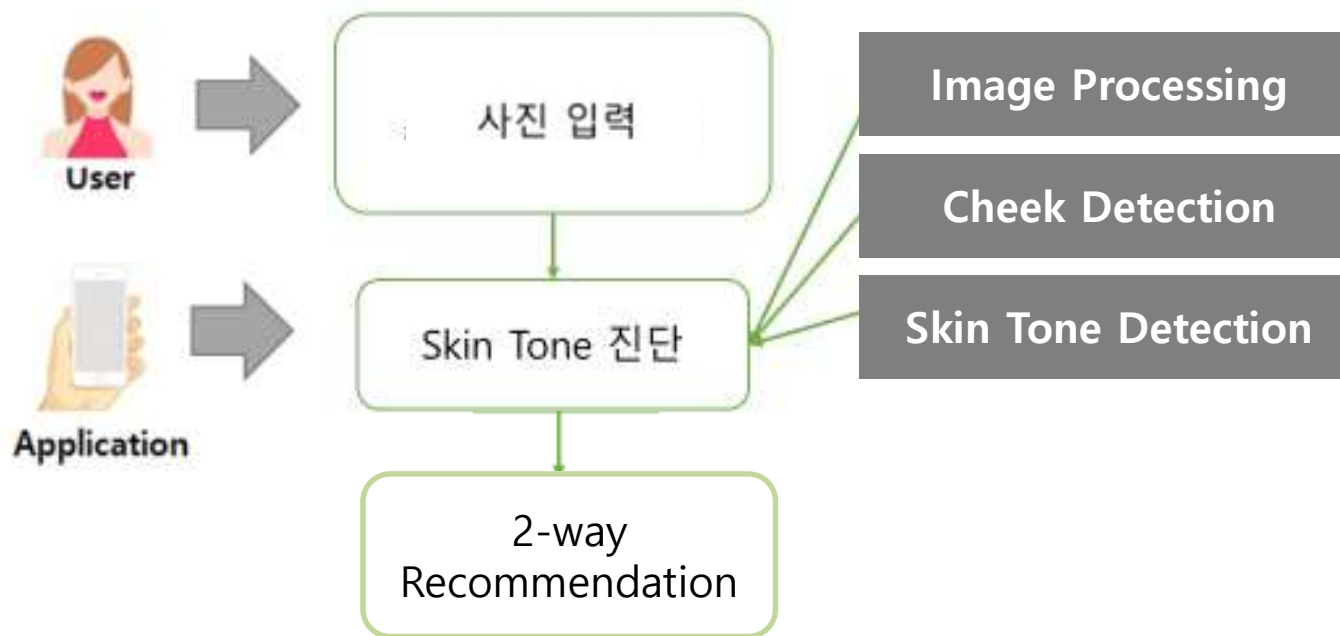 User
사진 입력
Image Processing
Cheek Detection
Application
Skin Tone 진단
Skin Tone Detection
2-way
Recommendation